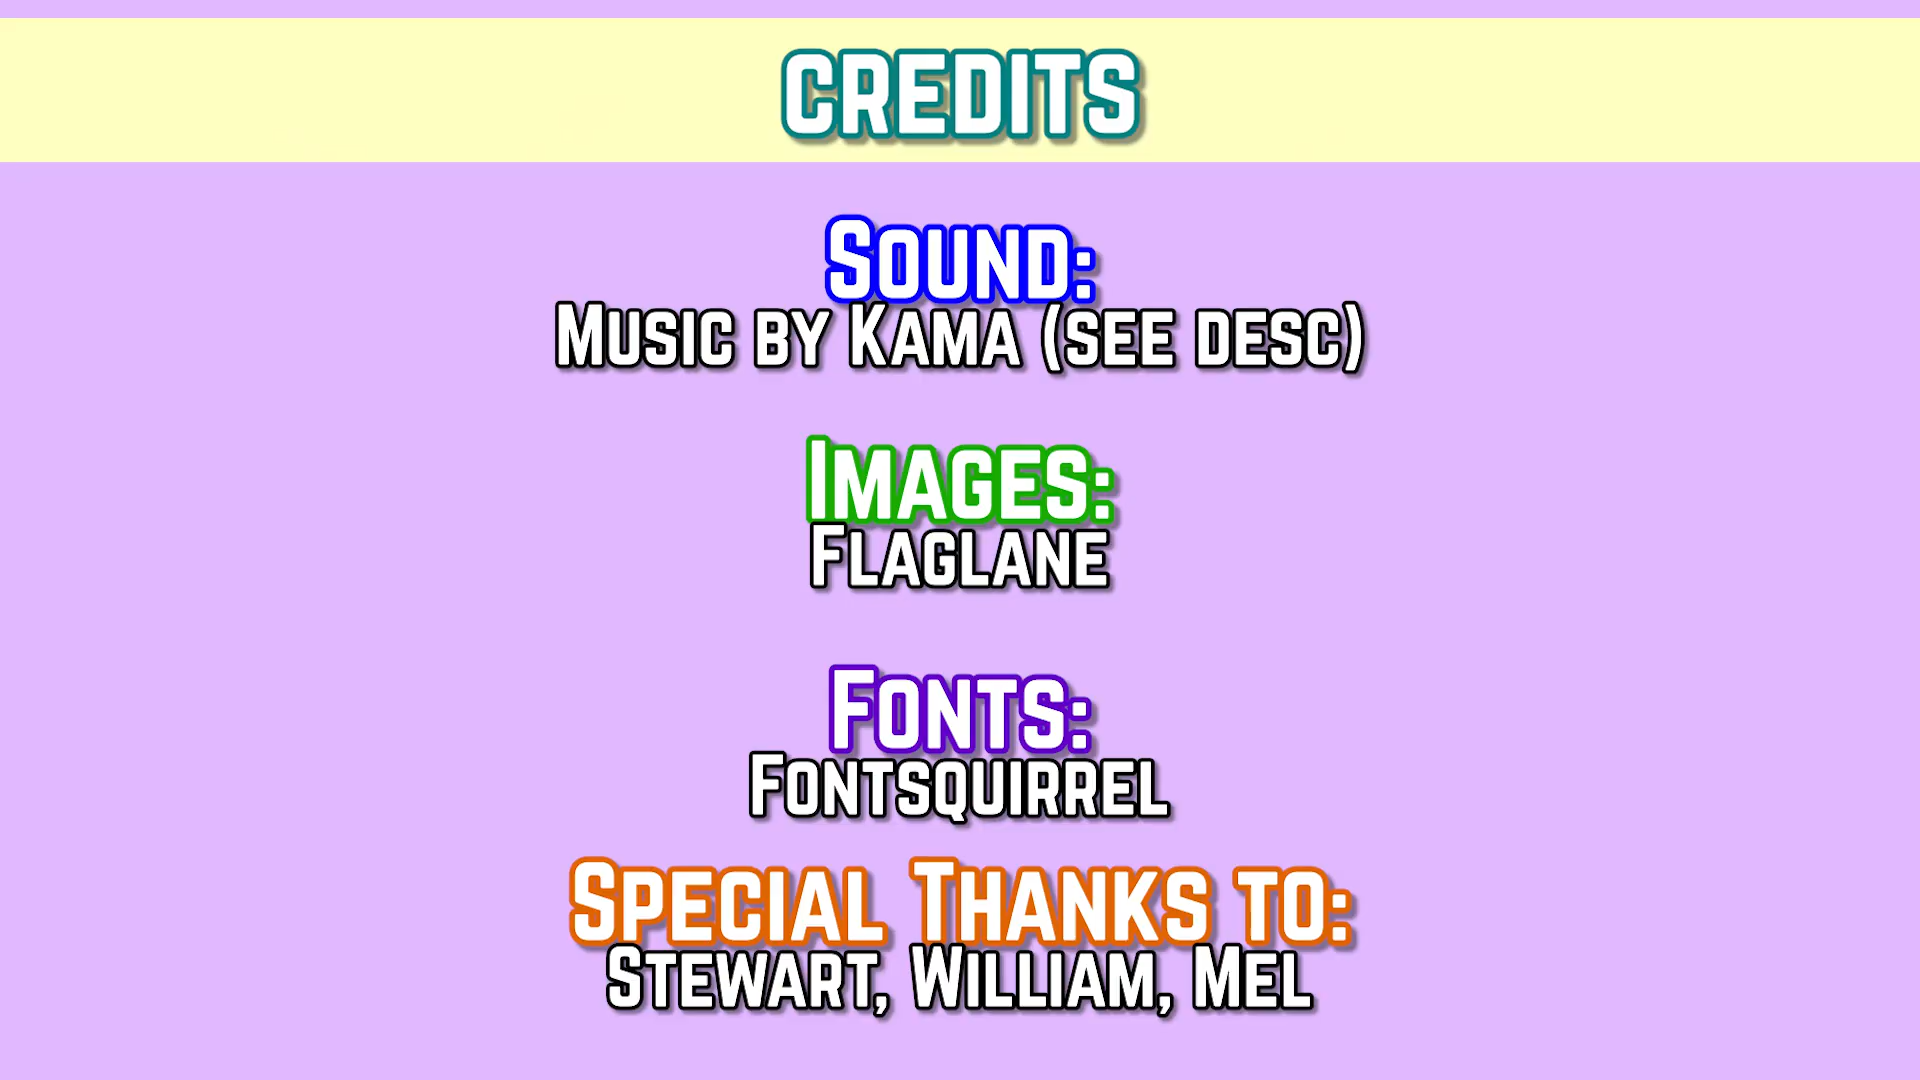 CREDITS
Sound:
Music by Kama (see desc)
Images:
Flaglane
Fonts:
Fontsquirrel
Special Thanks to:
Stewart, William, Mel